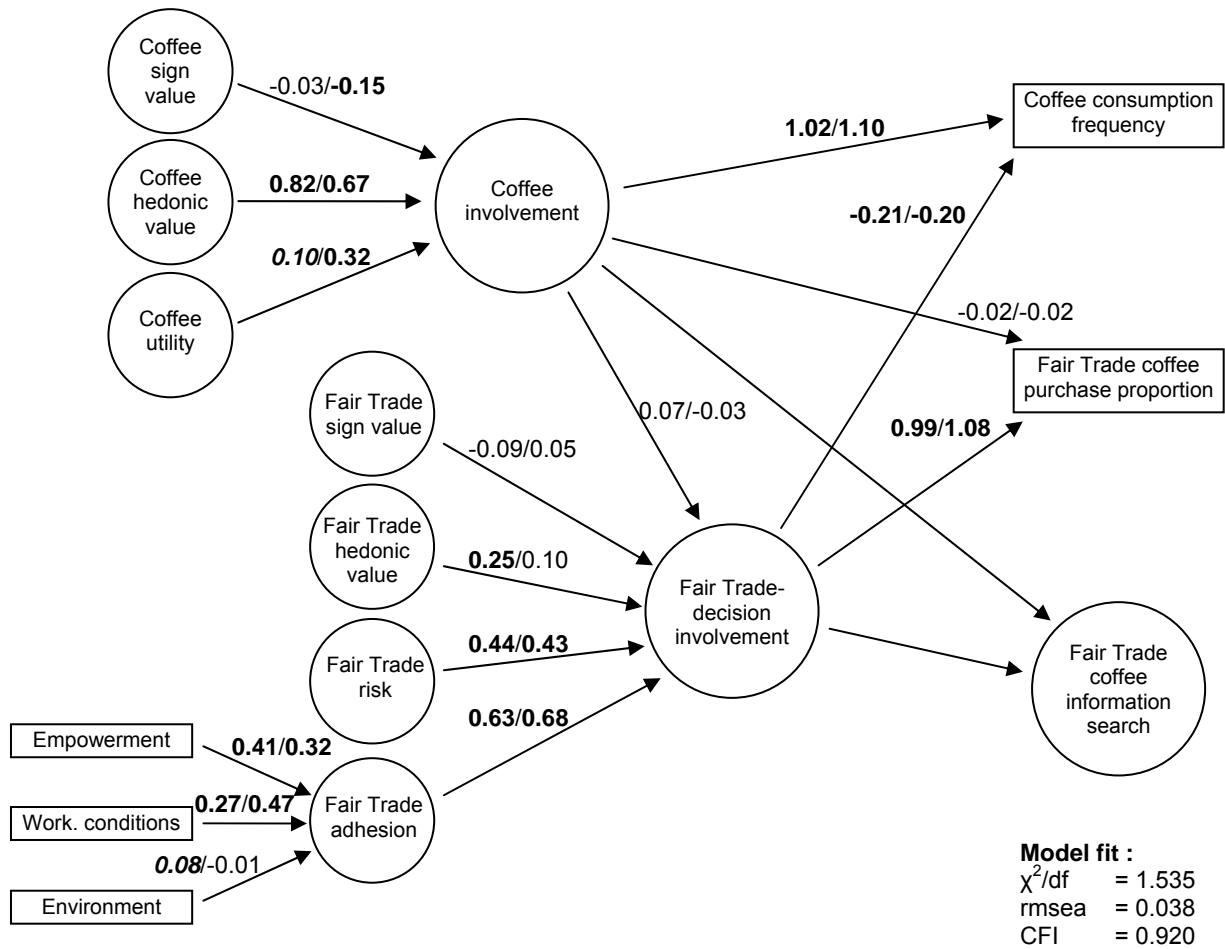 Coffee
sign
value
-0.03/-0.15
Coffee consumption
frequency
1.02/1.10
Coffee
hedonic
value
0.82/0.67
Coffee
involvement
-0.21/-0.20
0.10/0.32
Coffee
utility
-0.02/-0.02
Fair Trade coffee
purchase proportion
Fair Trade
sign value
0.07/-0.03
0.99/1.08
-0.09/0.05
Fair Trade
hedonic
value
0.25/0.10
Fair Trade-
decision
involvement
Fair Trade
risk
0.44/0.43
Fair Trade
coffee
information
search
0.63/0.68
Empowerment
0.41/0.32
Work. conditions
0.27/0.47
Fair Trade
adhesion
0.08/-0.01
Environment
Model fit :
χ²/df = 1.535
rmsea = 0.038
CFI = 0.920